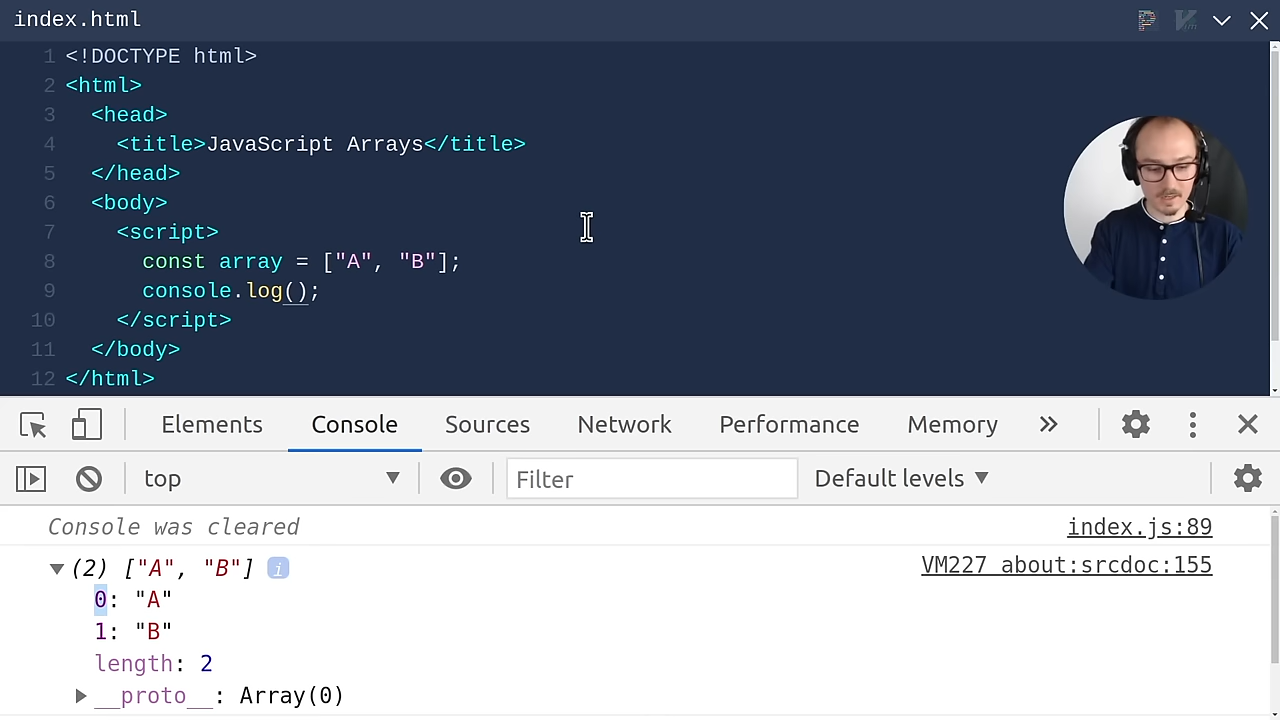 index.html
1 <!DOCTYPE html>
2 <html>
3 <head>
4 <title>JavaScript Arrays</title>
5 </head>
6 <body>
7 <script>
8 const array = ["A", "B"];
9 console.log();
10 </script>
11 </body>
12 </html>
Elements Console Sources Network Performance Memory »
top Filter Default levels
Console was cleared index.js:89
(2) ["A", "B"] i VM227 about:srcdoc:155
0: "A"
1: "B"
length: 2
__proto__: Array(0)